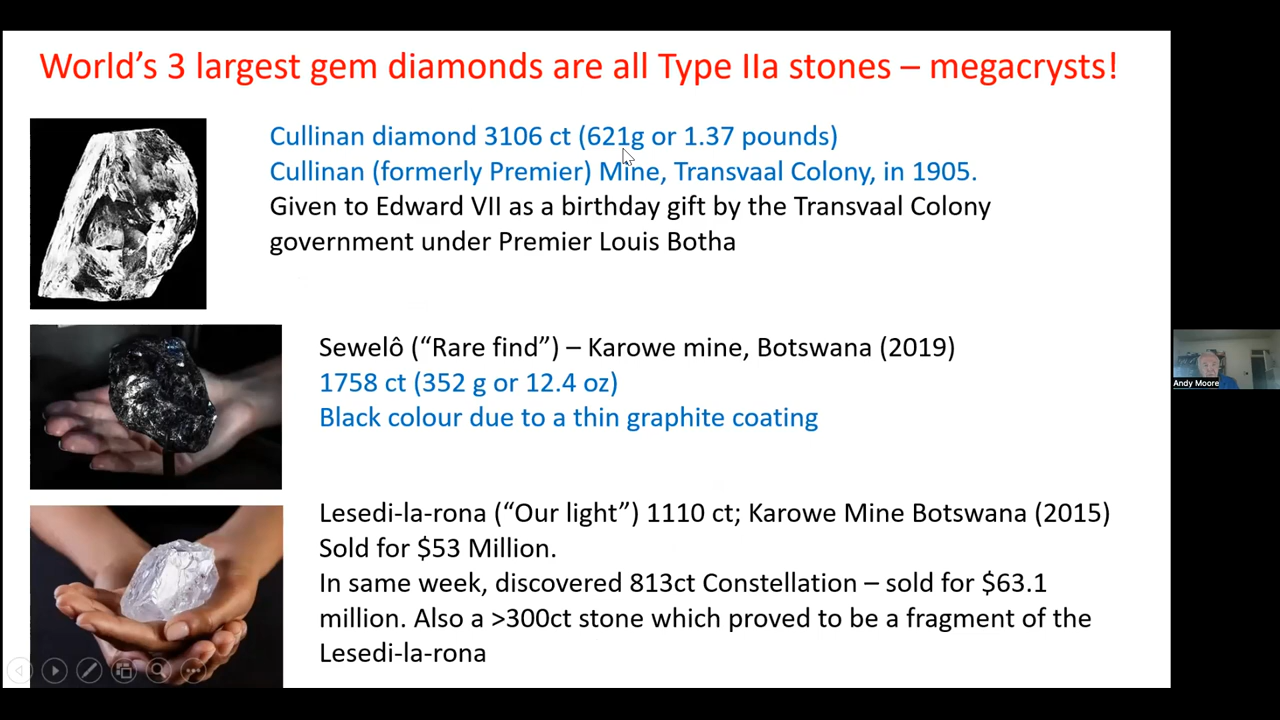 World’s 3 largest gem diamonds are all Type IIa stones – megacrysts!
Cullinan diamond 3106 ct (621g or 1.37 pounds)
Cullinan (formerly Premier) Mine, Transvaal Colony, in 1905.
Given to Edward VII as a birthday gift by the Transvaal Colony
government under Premier Louis Botha
Sewelô (“Rare find”) – Karowe mine, Botswana (2019)
1758 ct (352 g or 12.4 oz)
Black colour due to a thin graphite coating
Lesedi-la-rona (“Our light”) 1110 ct; Karowe Mine Botswana (2015)
Sold for $53 Million.
In same week, discovered 813ct Constellation – sold for $63.1
million. Also a >300ct stone which proved to be a fragment of the
Lesedi-la-rona
Andy Moore